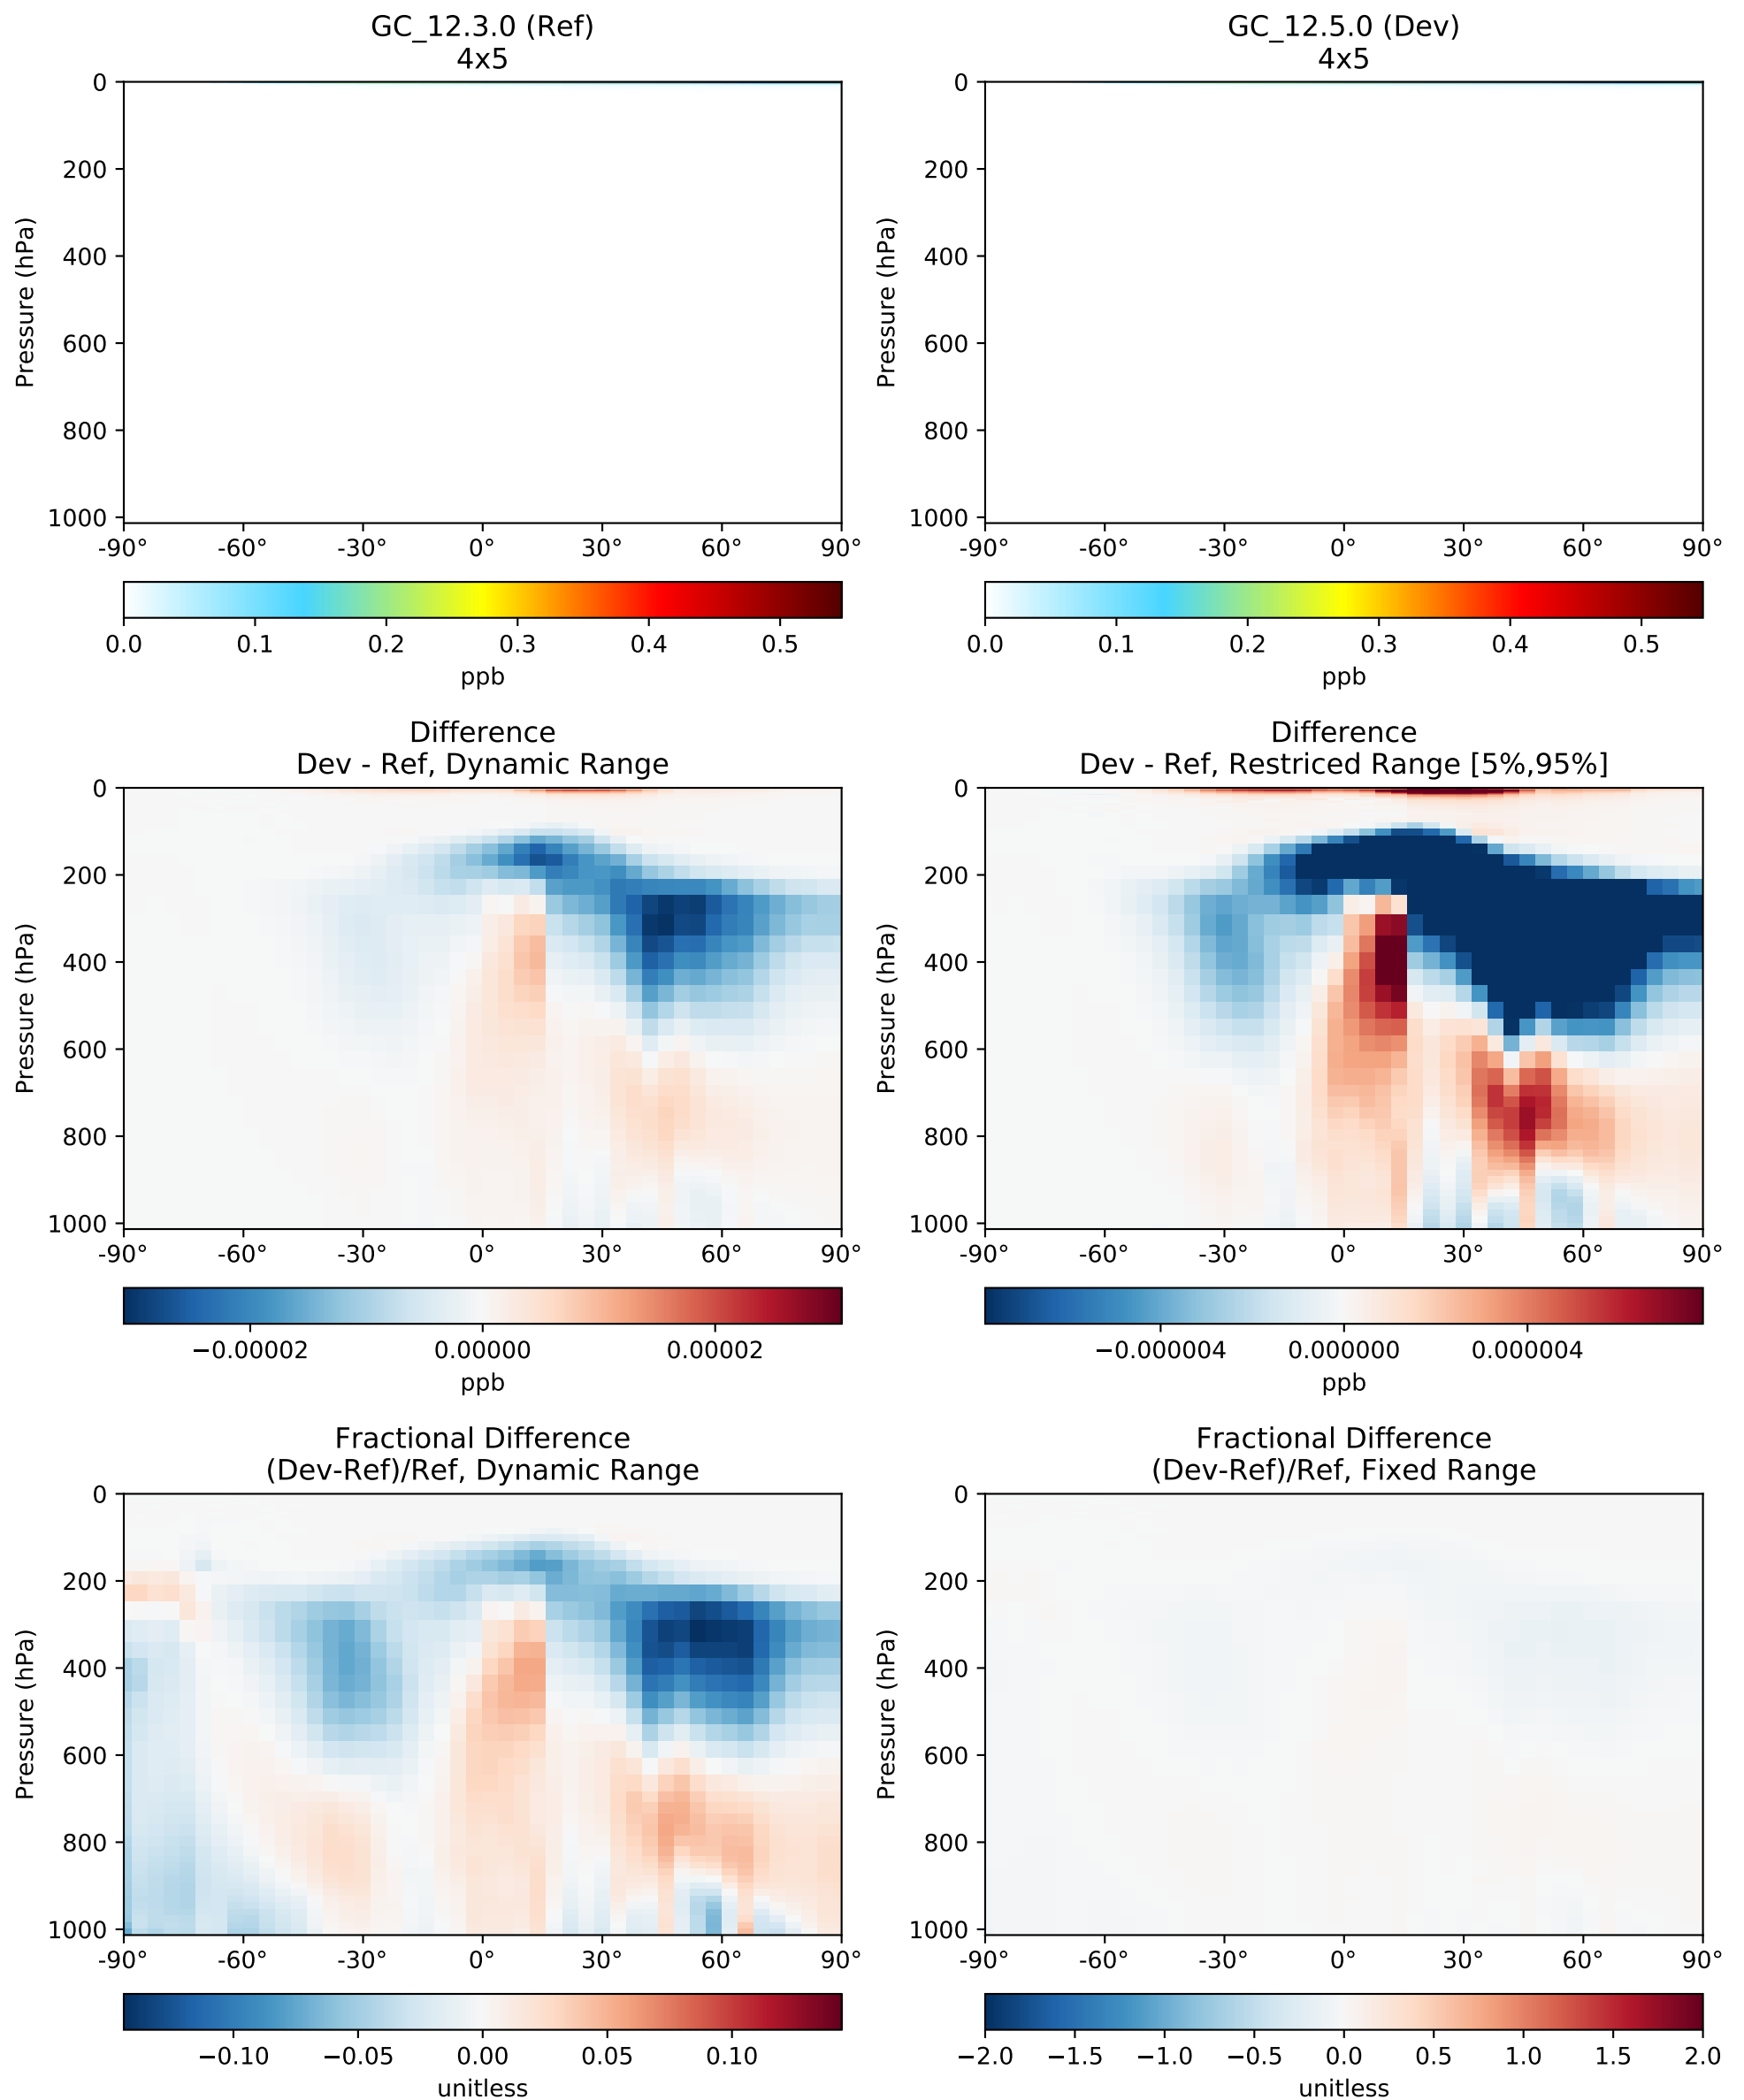 GC_12.3.0 (Ref)
4x5
0
200
400
600
800
1000
Pressure (hPa)
-90° -60° -30° 0° 30° 60° 90°
0.0 0.1 0.2 0.3 0.4 0.5
ppb
GC_12.5.0 (Dev)
4x5
0
200
400
600
800
1000
Pressure (hPa)
-90° -60° -30° 0° 30° 60° 90°
0.0 0.1 0.2 0.3 0.4 0.5
ppb
Difference
Dev - Ref, Dynamic Range
0
200
400
600
800
1000
Pressure (hPa)
-90° -60° -30° 0° 30° 60° 90°
−0.00002 0.00000 0.00002
ppb
Difference
Dev - Ref, Restriced Range [5%,95%]
0
200
400
600
800
1000
Pressure (hPa)
-90° -60° -30° 0° 30° 60° 90°
−0.000004 0.000000 0.000004
ppb
Fractional Difference
(Dev-Ref)/Ref, Dynamic Range
0
200
400
600
800
1000
Pressure (hPa)
-90° -60° -30° 0° 30° 60° 90°
−0.10 −0.05 0.00 0.05 0.10
unitless
Fractional Difference
(Dev-Ref)/Ref, Fixed Range
0
200
400
600
800
1000
Pressure (hPa)
-90° -60° -30° 0° 30° 60° 90°
−2.0 −1.5 −1.0 −0.5 0.0 0.5 1.0 1.5 2.0
unitless